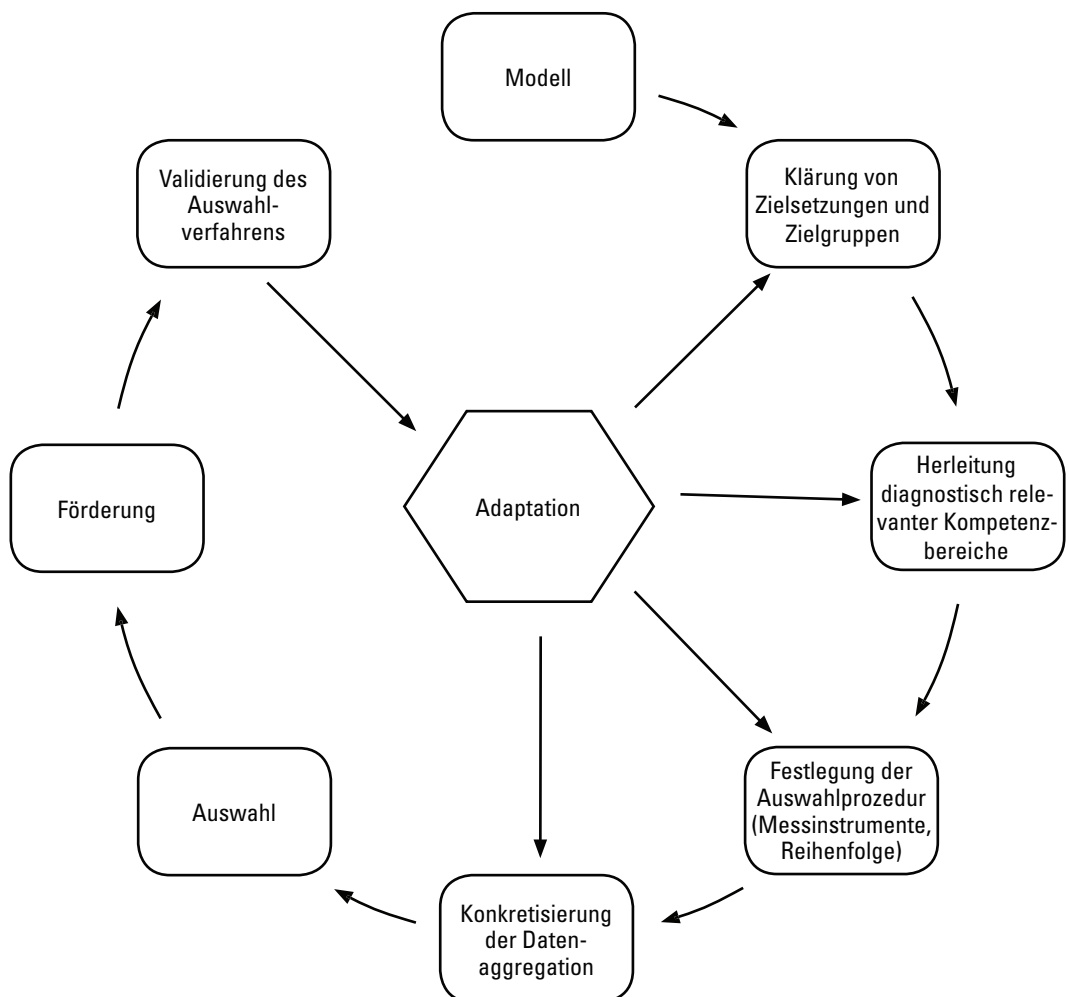 Modell
Klärung von
Zielsetzungen und
Zielgruppen
Herleitung
diagnostisch rele-
vanter Kompetenz-
bereiche
Festlegung der
Auswahlprozedur
(Messinstrumente,
Reihenfolge)
Konkretisierung
der Daten-
aggregation
Auswahl
Förderung
Validierung des
Auswahl-
verfahrens
Adaptation